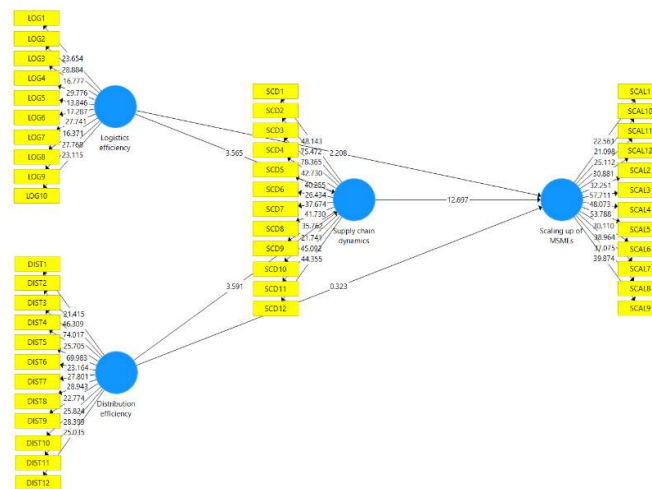 LOG1
LOG2
LOG3
LOG4
LOG5
LOG6
LOG7
LOG8
LOG9
LOG10
23.654
28.884
16.777
29.776
13.846
17.287
27.741
16.371
27.768
23.115
Logistics
efficiency
3.565
2.208
SCD1
SCD2
SCD3
SCD4
SCD5
SCD6
SCD7
SCD8
SCD9
SCD10
SCD11
SCD12
48.143
75.472
78.365
42.730
40.255
26.434
37.674
41.730
35.762
21.741
45.092
44.355
Supply chain
dynamics
12.697
SCAL1
SCAL10
SCAL11
SCAL12
SCAL2
SCAL3
SCAL4
SCAL5
SCAL6
SCAL7
SCAL8
SCAL9
22.561
21.098
25.112
30.881
32.251
57.711
48.073
53.788
38.964
37.075
39.874
Scaling up of
MSMEs
DIST1
DIST2
DIST3
DIST4
DIST5
DIST6
DIST7
DIST8
DIST9
DIST10
DIST11
DIST12
21.415
46.309
74.017
25.705
69.983
23.164
27.801
28.943
22.774
25.824
28.399
25.035
Distribution
efficiency
3.591
0.323